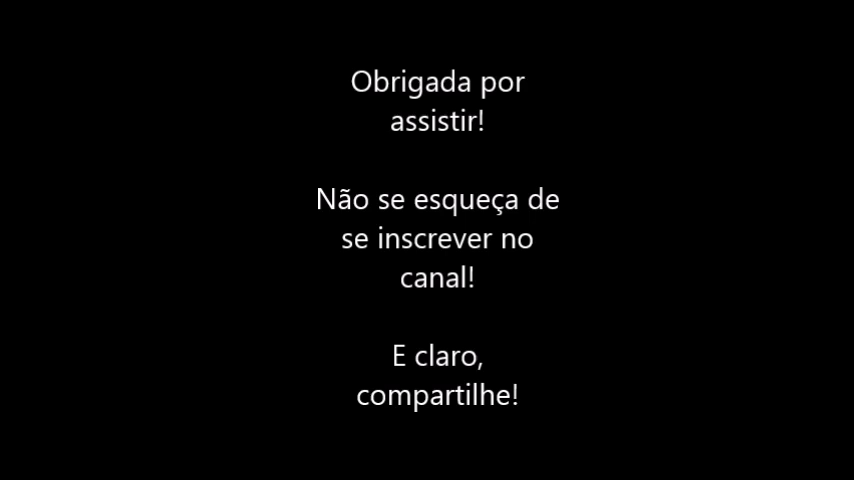 Obrigada por
assistir!
Não se esqueça de
se inscrever no
canal!
E claro,
compartilhe!